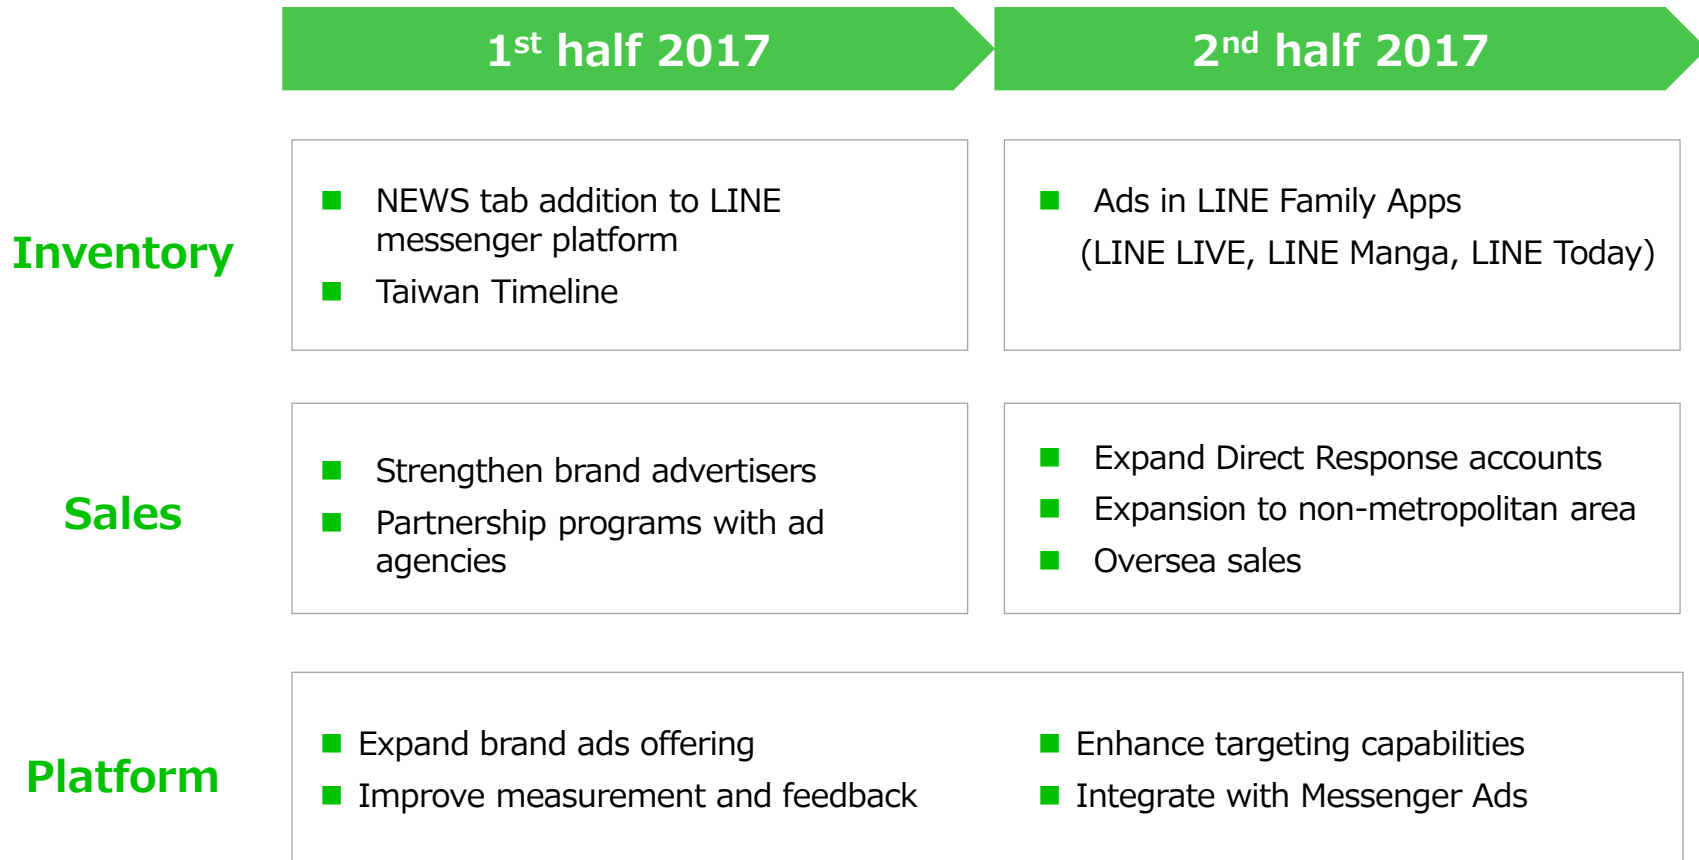 1st half 2017
2nd half 2017
Inventory
■ NEWS tab addition to LINE
messenger platform
■ Taiwan Timeline
■ Ads in LINE Family Apps
(LINE LIVE, LINE Manga, LINE Today)
Sales
■ Strengthen brand advertisers
■ Partnership programs with ad
agencies
■ Expand Direct Response accounts
■ Expansion to non-metropolitan area
■ Oversea sales
Platform
■ Expand brand ads offering
■ Improve measurement and feedback
■ Enhance targeting capabilities
■ Integrate with Messenger Ads